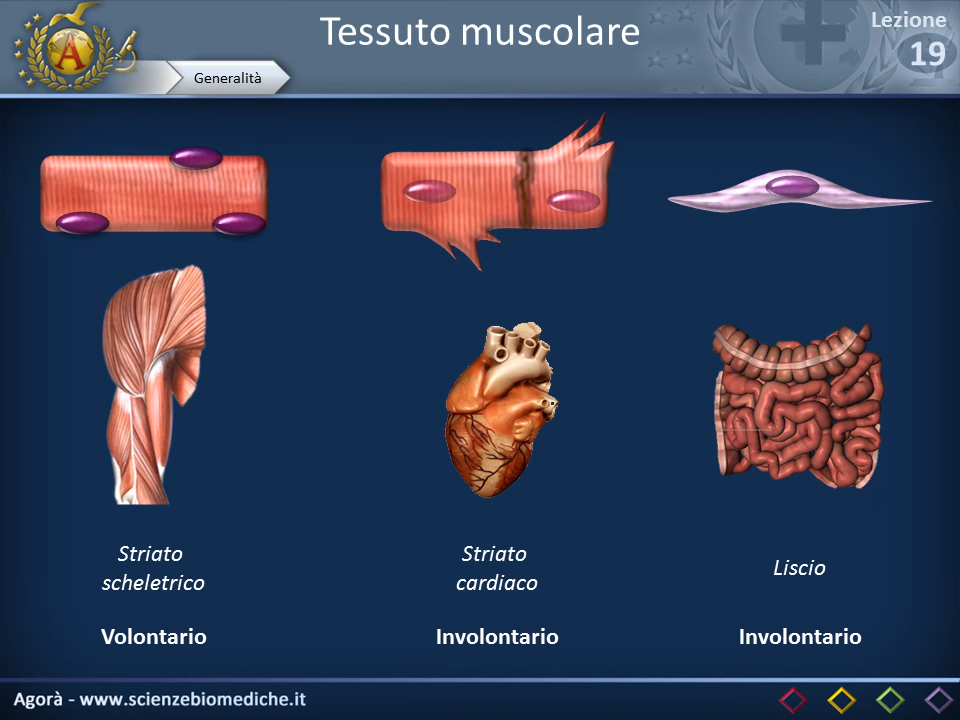 Tessuto muscolare
Lezione
19
A
Generalità
Striato
scheletrico
Striato
cardiaco
Liscio
Volontario
Involontario
Involontario
Agorà - www.scienzebiomediche.it